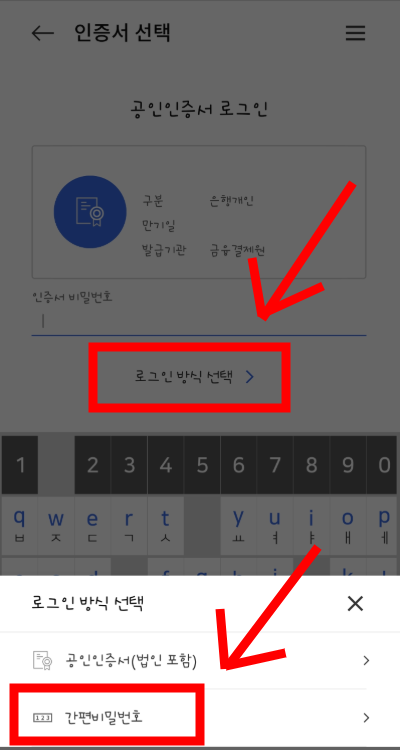 인증서 선택
공인인증서 로그인
구분 은행개인
만기일
발급기관 금융결제원
인증서 비밀번호
로그인 방식 선택
1 2 3 4 5 6 7 8 9 0
q w e r t y u i o p
ㅂ ㅈ ㄷ ㄱ ㅅ ㅛ ㅕ ㅑ ㅐ ㅔ
로그인 방식 선택
공인인증서(법인 포함)
123 간편비밀번호